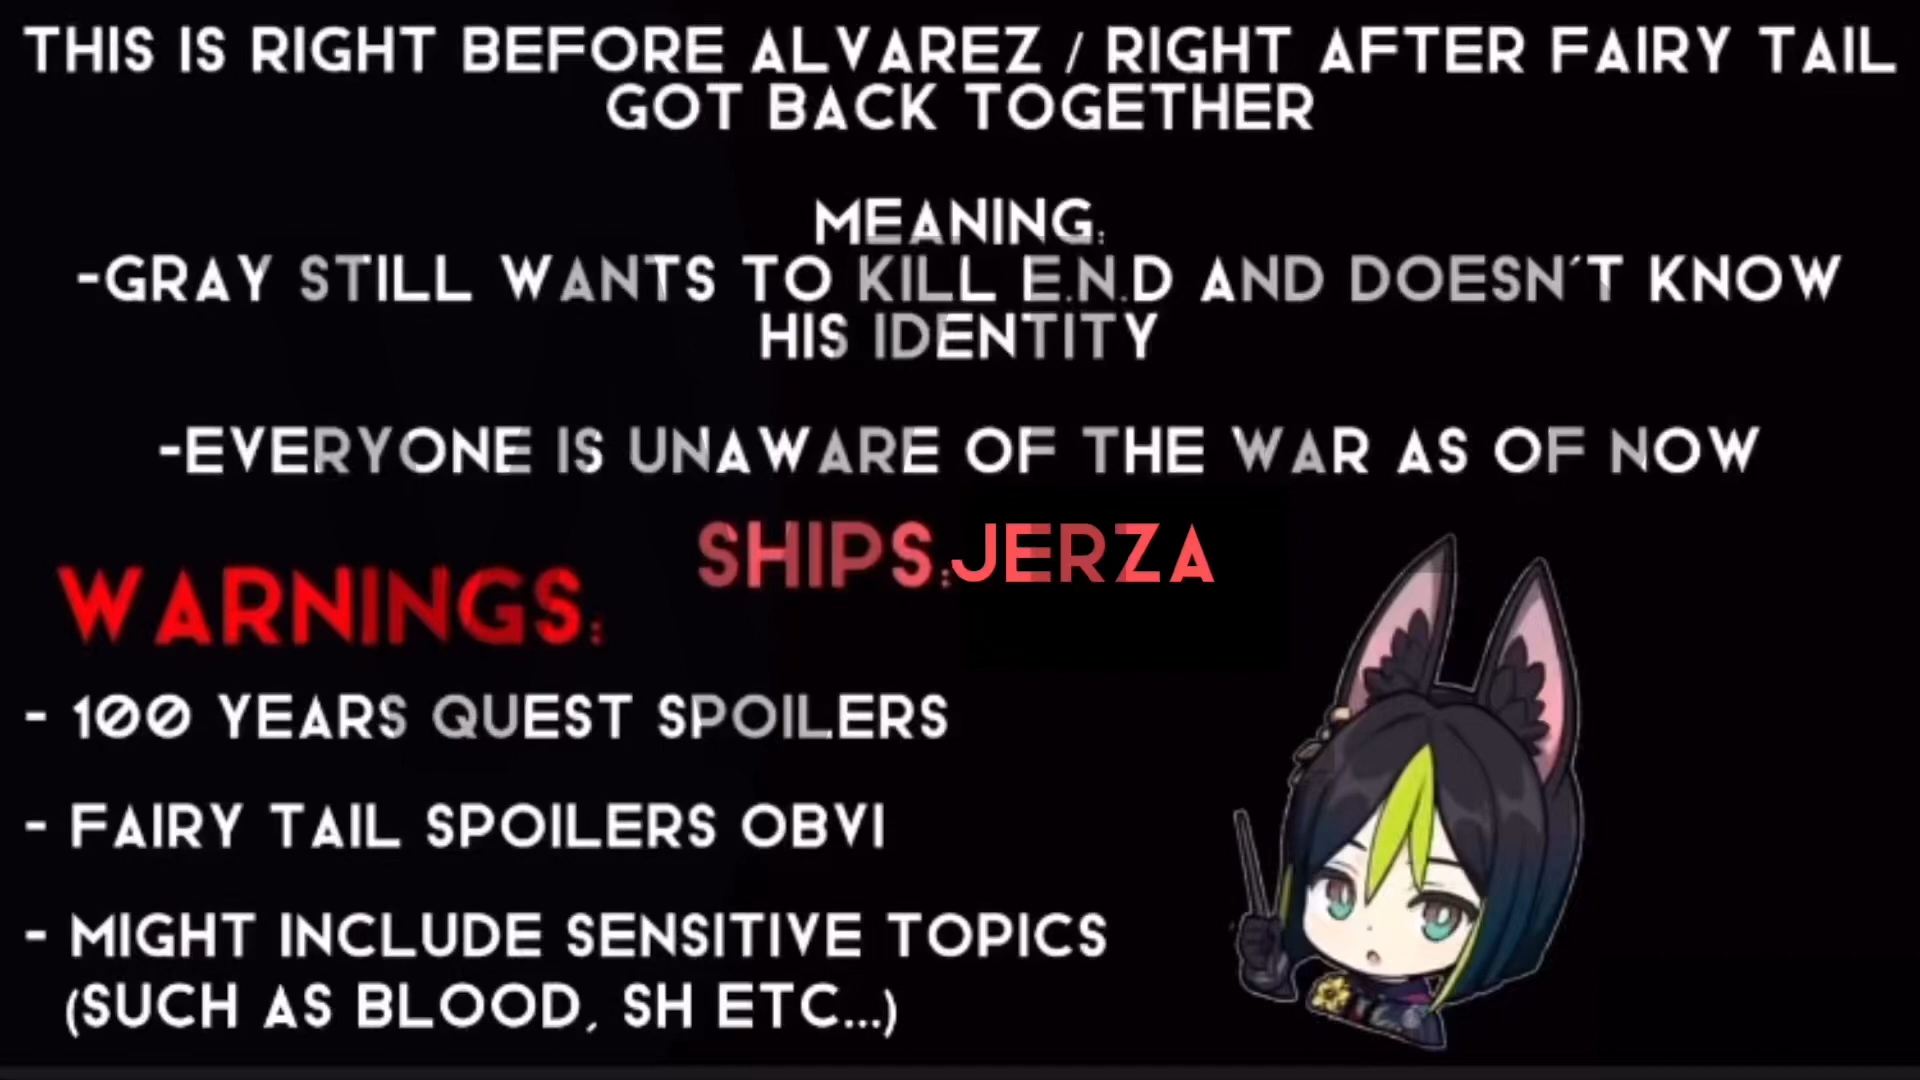 THIS IS RIGHT BEFORE ALVAREZ / RIGHT AFTER FAIRY TAIL
GOT BACK TOGETHER
MEANING:
-GRAY STILL WANTS TO KILL E.N.D AND DOESN'T KNOW
HIS IDENTITY
-EVERYONE IS UNAWARE OF THE WAR AS OF NOW
SHIPS:JERZA
WARNINGS:
- 100 YEARS QUEST SPOILERS
- FAIRY TAIL SPOILERS OBVI
- MIGHT INCLUDE SENSITIVE TOPICS
(SUCH AS BLOOD, SH ETC...)